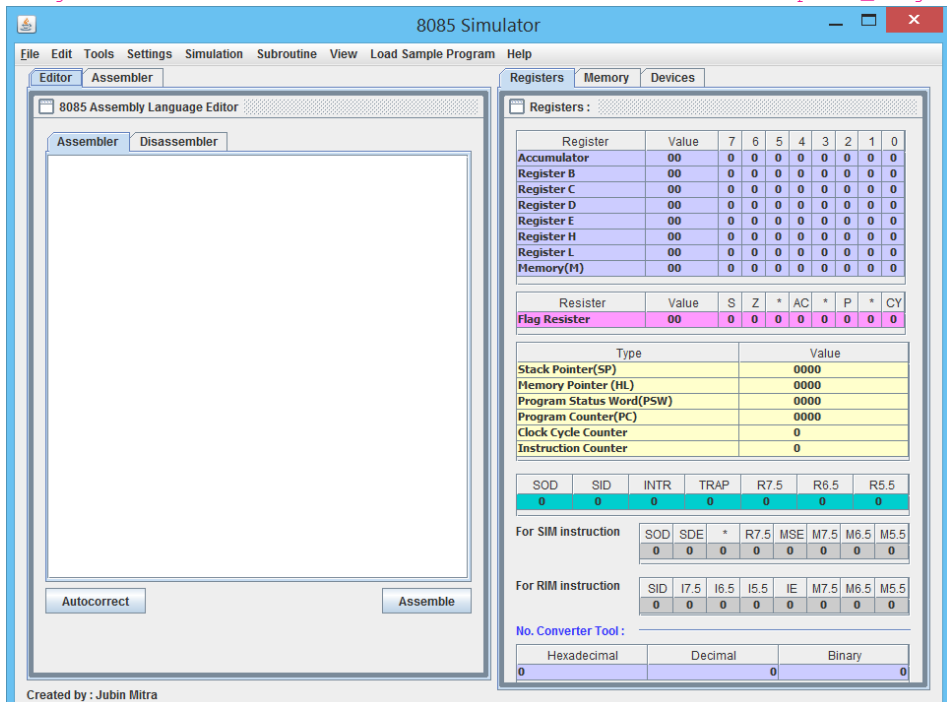 8085 Simulator
File Edit Tools Settings Simulation Subroutine View Load Sample Program Help
Editor Assembler
8085 Assembly Language Editor
Assembler Disassembler
Autocorrect Assemble
Created by : Jubin Mitra
Registers Memory Devices
Registers :
Register Value 7 6 5 4 3 2 1 0
Accumulator 00 0 0 0 0 0 0 0 0
Register B 00 0 0 0 0 0 0 0 0
Register C 00 0 0 0 0 0 0 0 0
Register D 00 0 0 0 0 0 0 0 0
Register E 00 0 0 0 0 0 0 0 0
Register H 00 0 0 0 0 0 0 0 0
Register L 00 0 0 0 0 0 0 0 0
Memory(M) 00 0 0 0 0 0 0 0 0
Resister Value S Z * AC * P * CY
Flag Resister 00 0 0 0 0 0 0 0 0
Type Value
Stack Pointer(SP) 0000
Memory Pointer (HL) 0000
Program Status Word(PSW) 0000
Program Counter(PC) 0000
Clock Cycle Counter 0
Instruction Counter 0
SOD SID INTR TRAP R7.5 R6.5 R5.5
0 0 0 0 0 0 0
For SIM instruction SOD SDE * R7.5 MSE M7.5 M6.5 M5.5
0 0 0 0 0 0 0 0
For RIM instruction SID I7.5 I6.5 I5.5 IE M7.5 M6.5 M5.5
0 0 0 0 0 0 0 0
No. Converter Tool :
Hexadecimal Decimal Binary
0 0 0